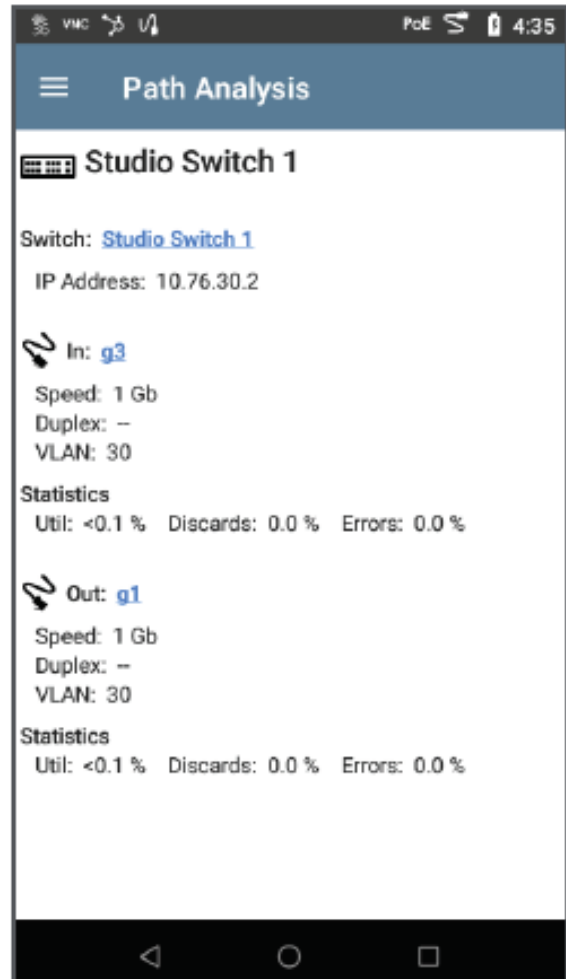 VNC PoE 4:35
Path Analysis
Studio Switch 1
Switch: Studio Switch 1
IP Address: 10.76.30.2
In: g3
Speed: 1 Gb
Duplex: --
VLAN: 30
Statistics
Util: <0.1 % Discards: 0.0 % Errors: 0.0 %
Out: g1
Speed: 1 Gb
Duplex: --
VLAN: 30
Statistics
Util: <0.1 % Discards: 0.0 % Errors: 0.0 %